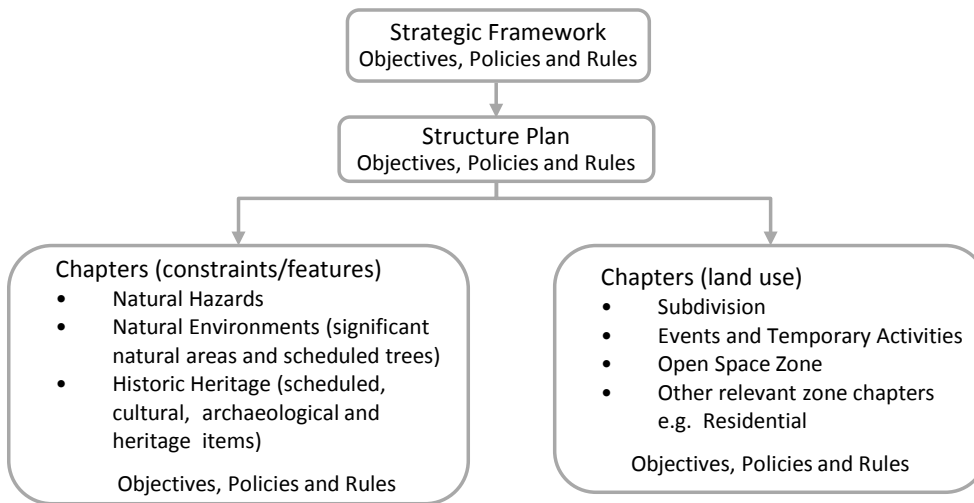 Strategic Framework
Objectives, Policies and Rules
Structure Plan
Objectives, Policies and Rules
Chapters (constraints/features)
• Natural Hazards
• Natural Environments (significant
natural areas and scheduled trees)
• Historic Heritage (scheduled,
cultural, archaeological and
heritage items)
Objectives, Policies and Rules
Chapters (land use)
• Subdivision
• Events and Temporary Activities
• Open Space Zone
• Other relevant zone chapters
e.g. Residential
Objectives, Policies and Rules